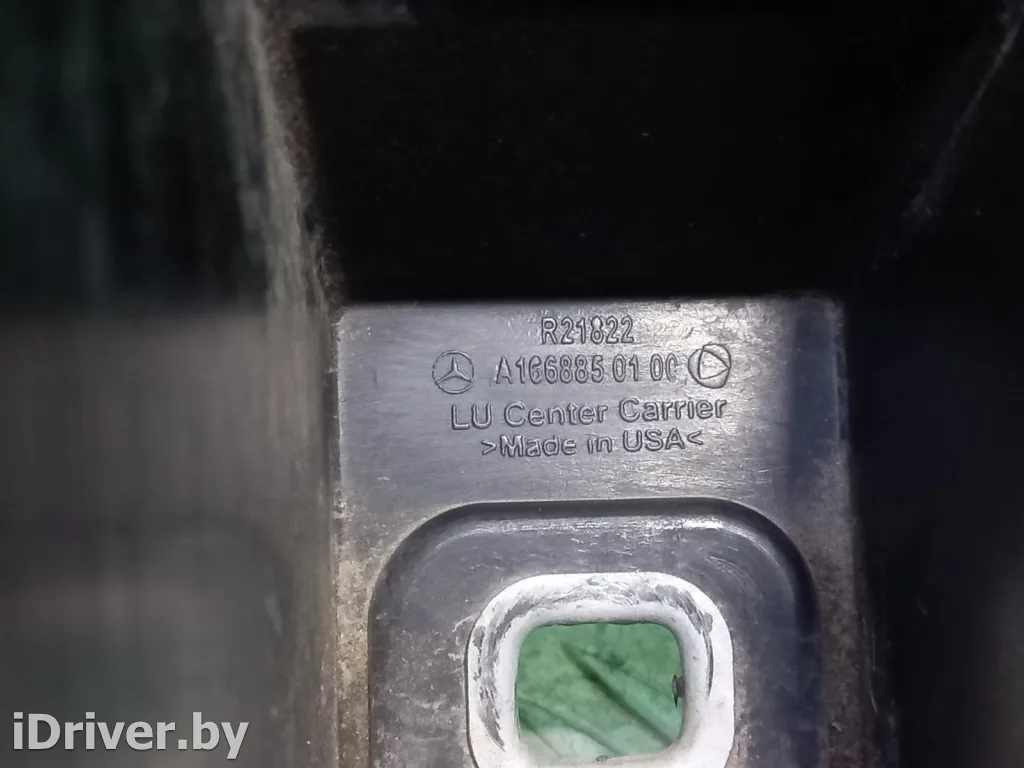 R21822
A166885 01 00
LU Center Carrier
>Made in USA<
iDriver.by